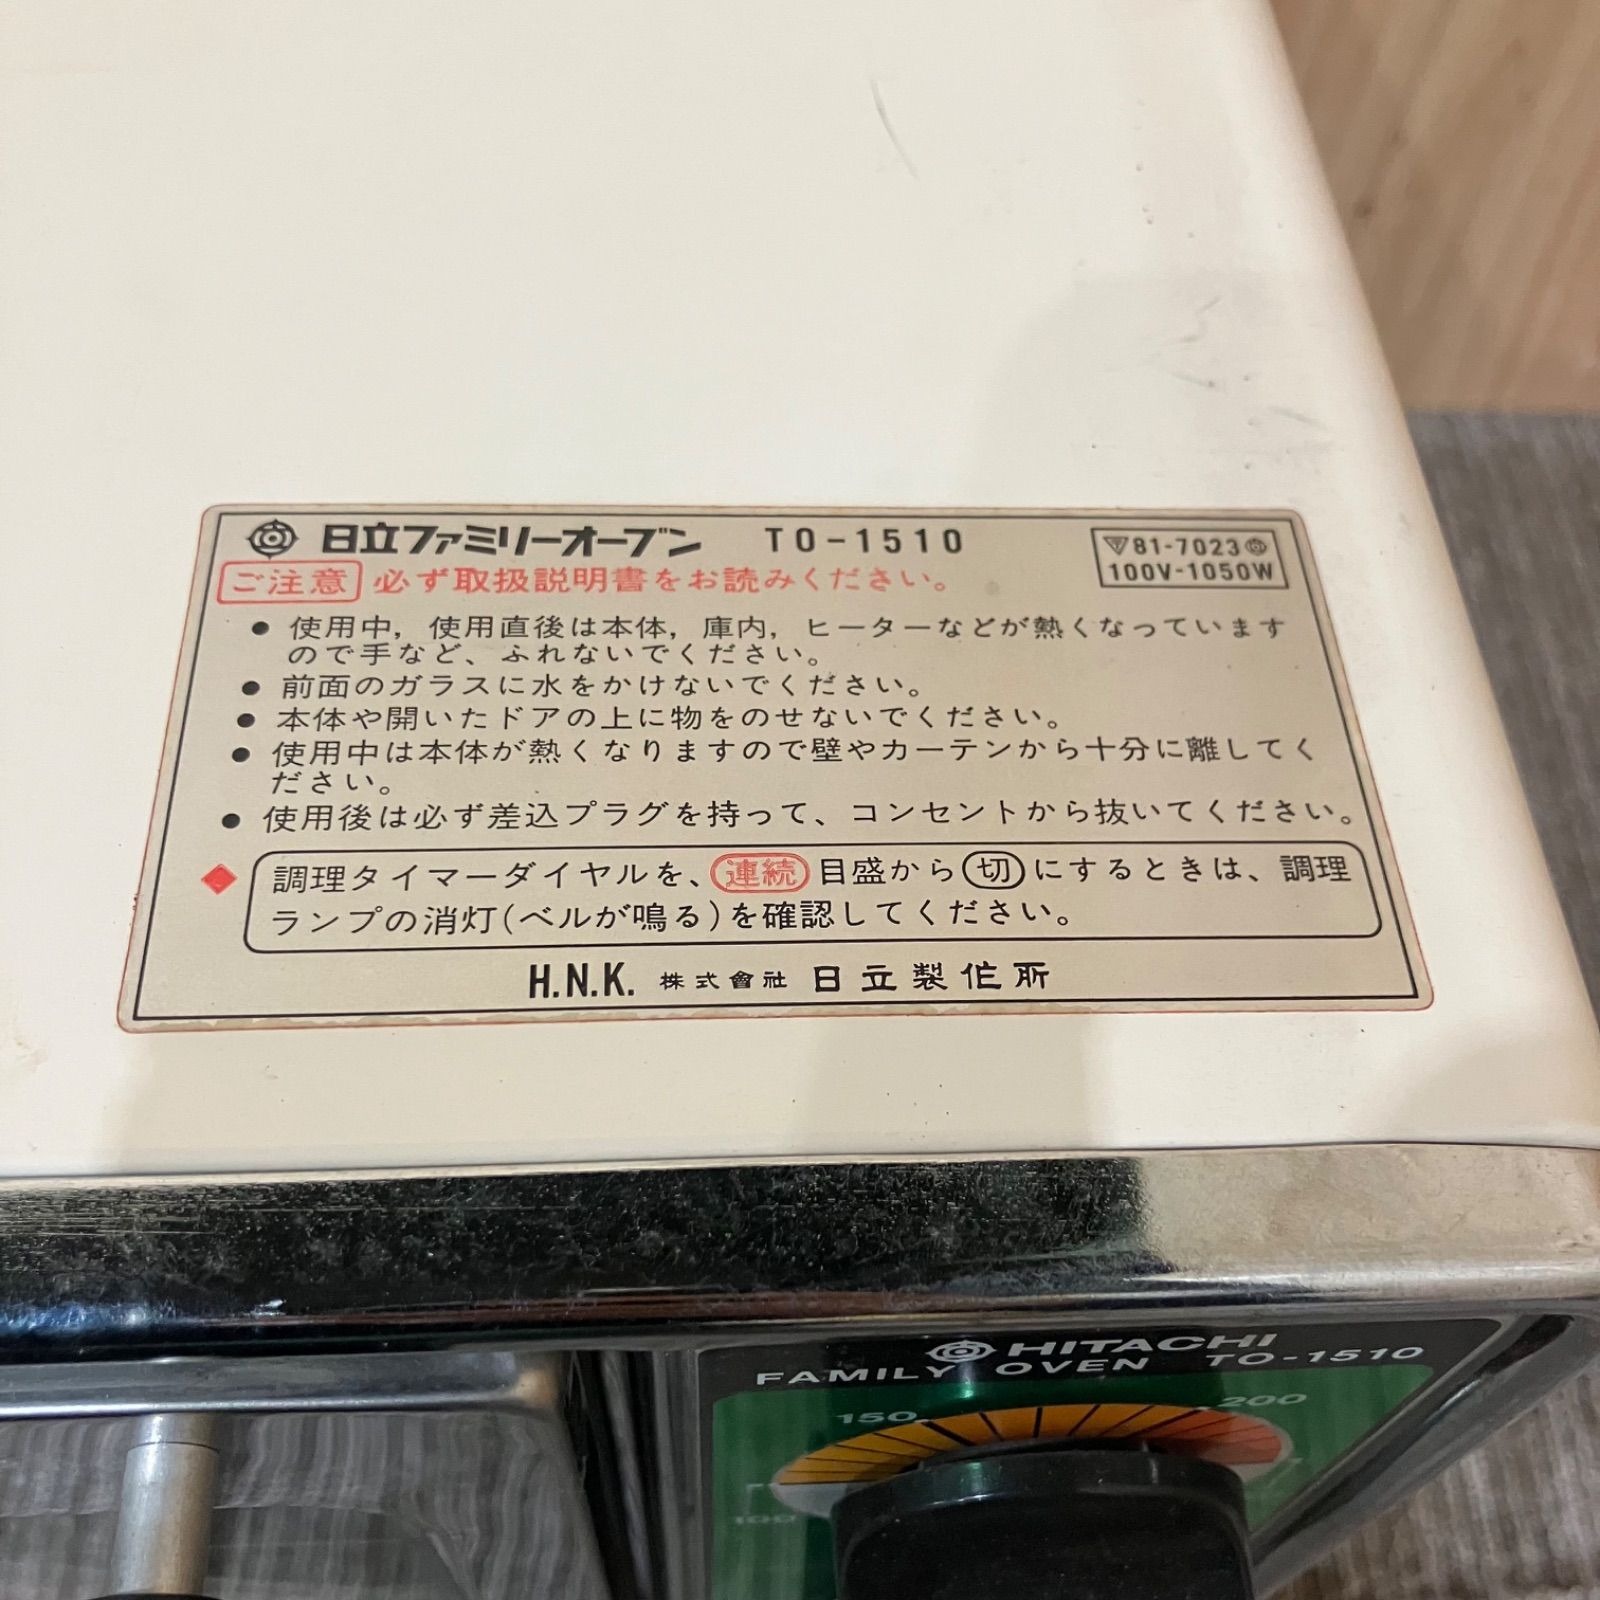 日立ファミリーオーブン TO-1510
81-7023
100V-1050W
ご注意 必ず取扱説明書をお読みください。
● 使用中,使用直後は本体,庫内,ヒーターなどが熱くなっています
ので手など、ふれないでください。
● 前面のガラスに水をかけないでください。
● 本体や開いたドアの上に物をのせないでください。
● 使用中は本体が熱くなりますので壁やカーテンから十分に離してく
ださい。
● 使用後は必ず差込プラグを持って、コンセントから抜いてください。
◆ 調理タイマーダイヤルを、連続目盛から切にするときは、調理
ランプの消灯(ベルが鳴る)を確認してください。
H.N.K. 株式會社 日立製作所
HITACHI
FAMILY OVEN TO-1510
150 200
100